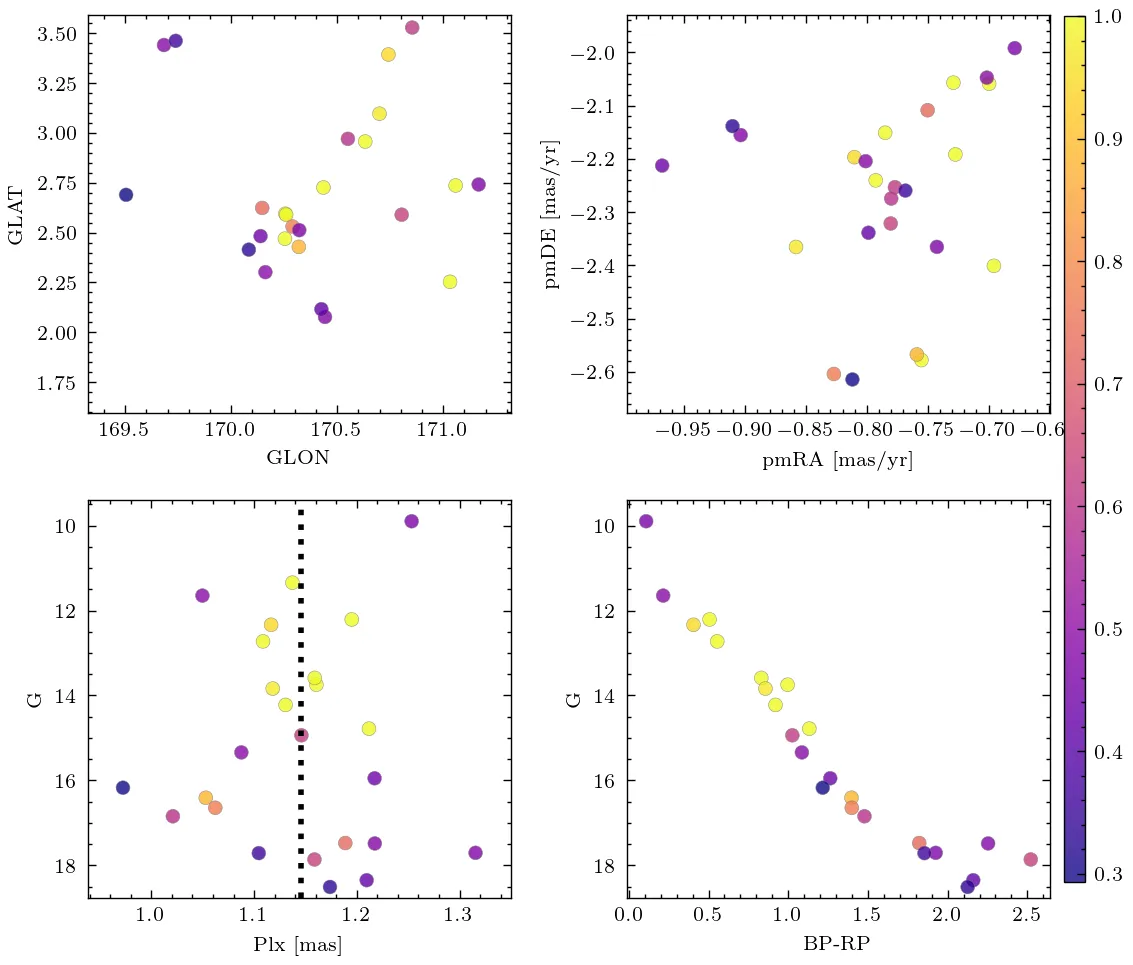 3.50
3.25
3.00
2.75
2.50
2.25
2.00
1.75
GLAT
169.5 170.0 170.5 171.0
GLON
−2.0
−2.1
−2.2
−2.3
−2.4
−2.5
−2.6
pmDE [mas/yr]
−0.95 −0.90 −0.85 −0.80 −0.75 −0.70 −0.6
pmRA [mas/yr]
10
12
14
16
18
G
1.0 1.1 1.2 1.3
Plx [mas]
10
12
14
16
18
G
0.0 0.5 1.0 1.5 2.0 2.5
BP-RP
1.0
0.9
0.8
0.7
0.6
0.5
0.4
0.3